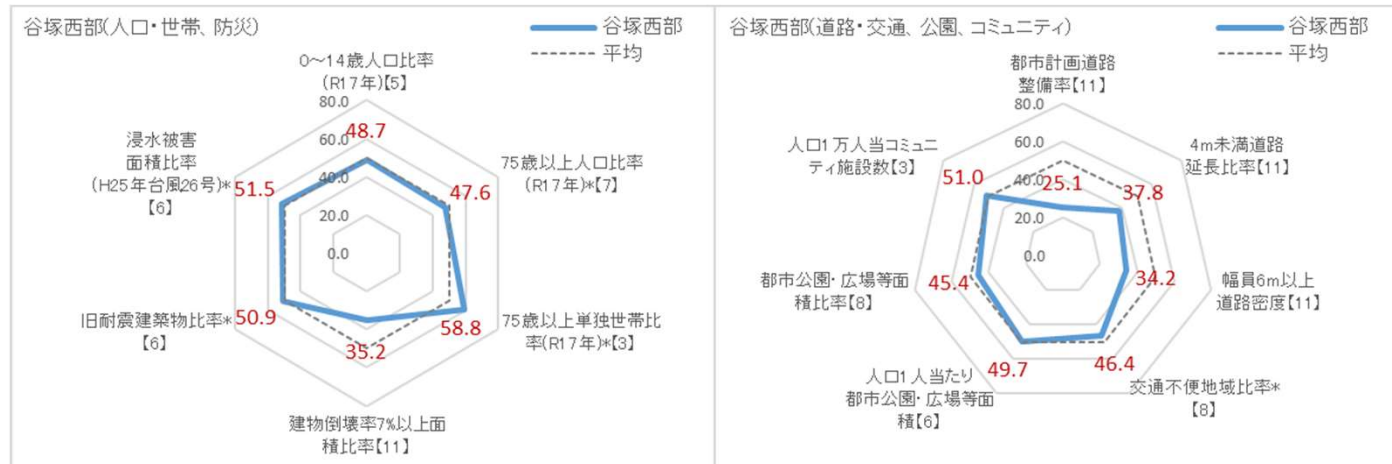 谷塚西部(人口・世帯、防災)
谷塚西部
平均
0～14歳人口比率
(R17年)【5】
80.0
60.0
40.0
20.0
0.0
48.7
75歳以上人口比率
(R17年)*【7】
47.6
75歳以上単独世帯比
率(R17年)*【3】
58.8
建物倒壊率7%以上面
積比率【11】
35.2
旧耐震建築物比率*
【6】
50.9
浸水被害
面積比率
(H25年台風26号)*
【6】
51.5
谷塚西部(道路・交通、公園、コミュニティ)
谷塚西部
平均
都市計画道路
整備率【11】
80.0
60.0
40.0
20.0
0.0
25.1
4m未満道路
延長比率【11】
37.8
幅員6m以上
道路密度【11】
34.2
交通不便地域比率*
【8】
46.4
人口1人当たり
都市公園・広場等面
積【6】
49.7
都市公園・広場等面
積比率【8】
45.4
人口1万人当コミュニ
ティ施設数【3】
51.0